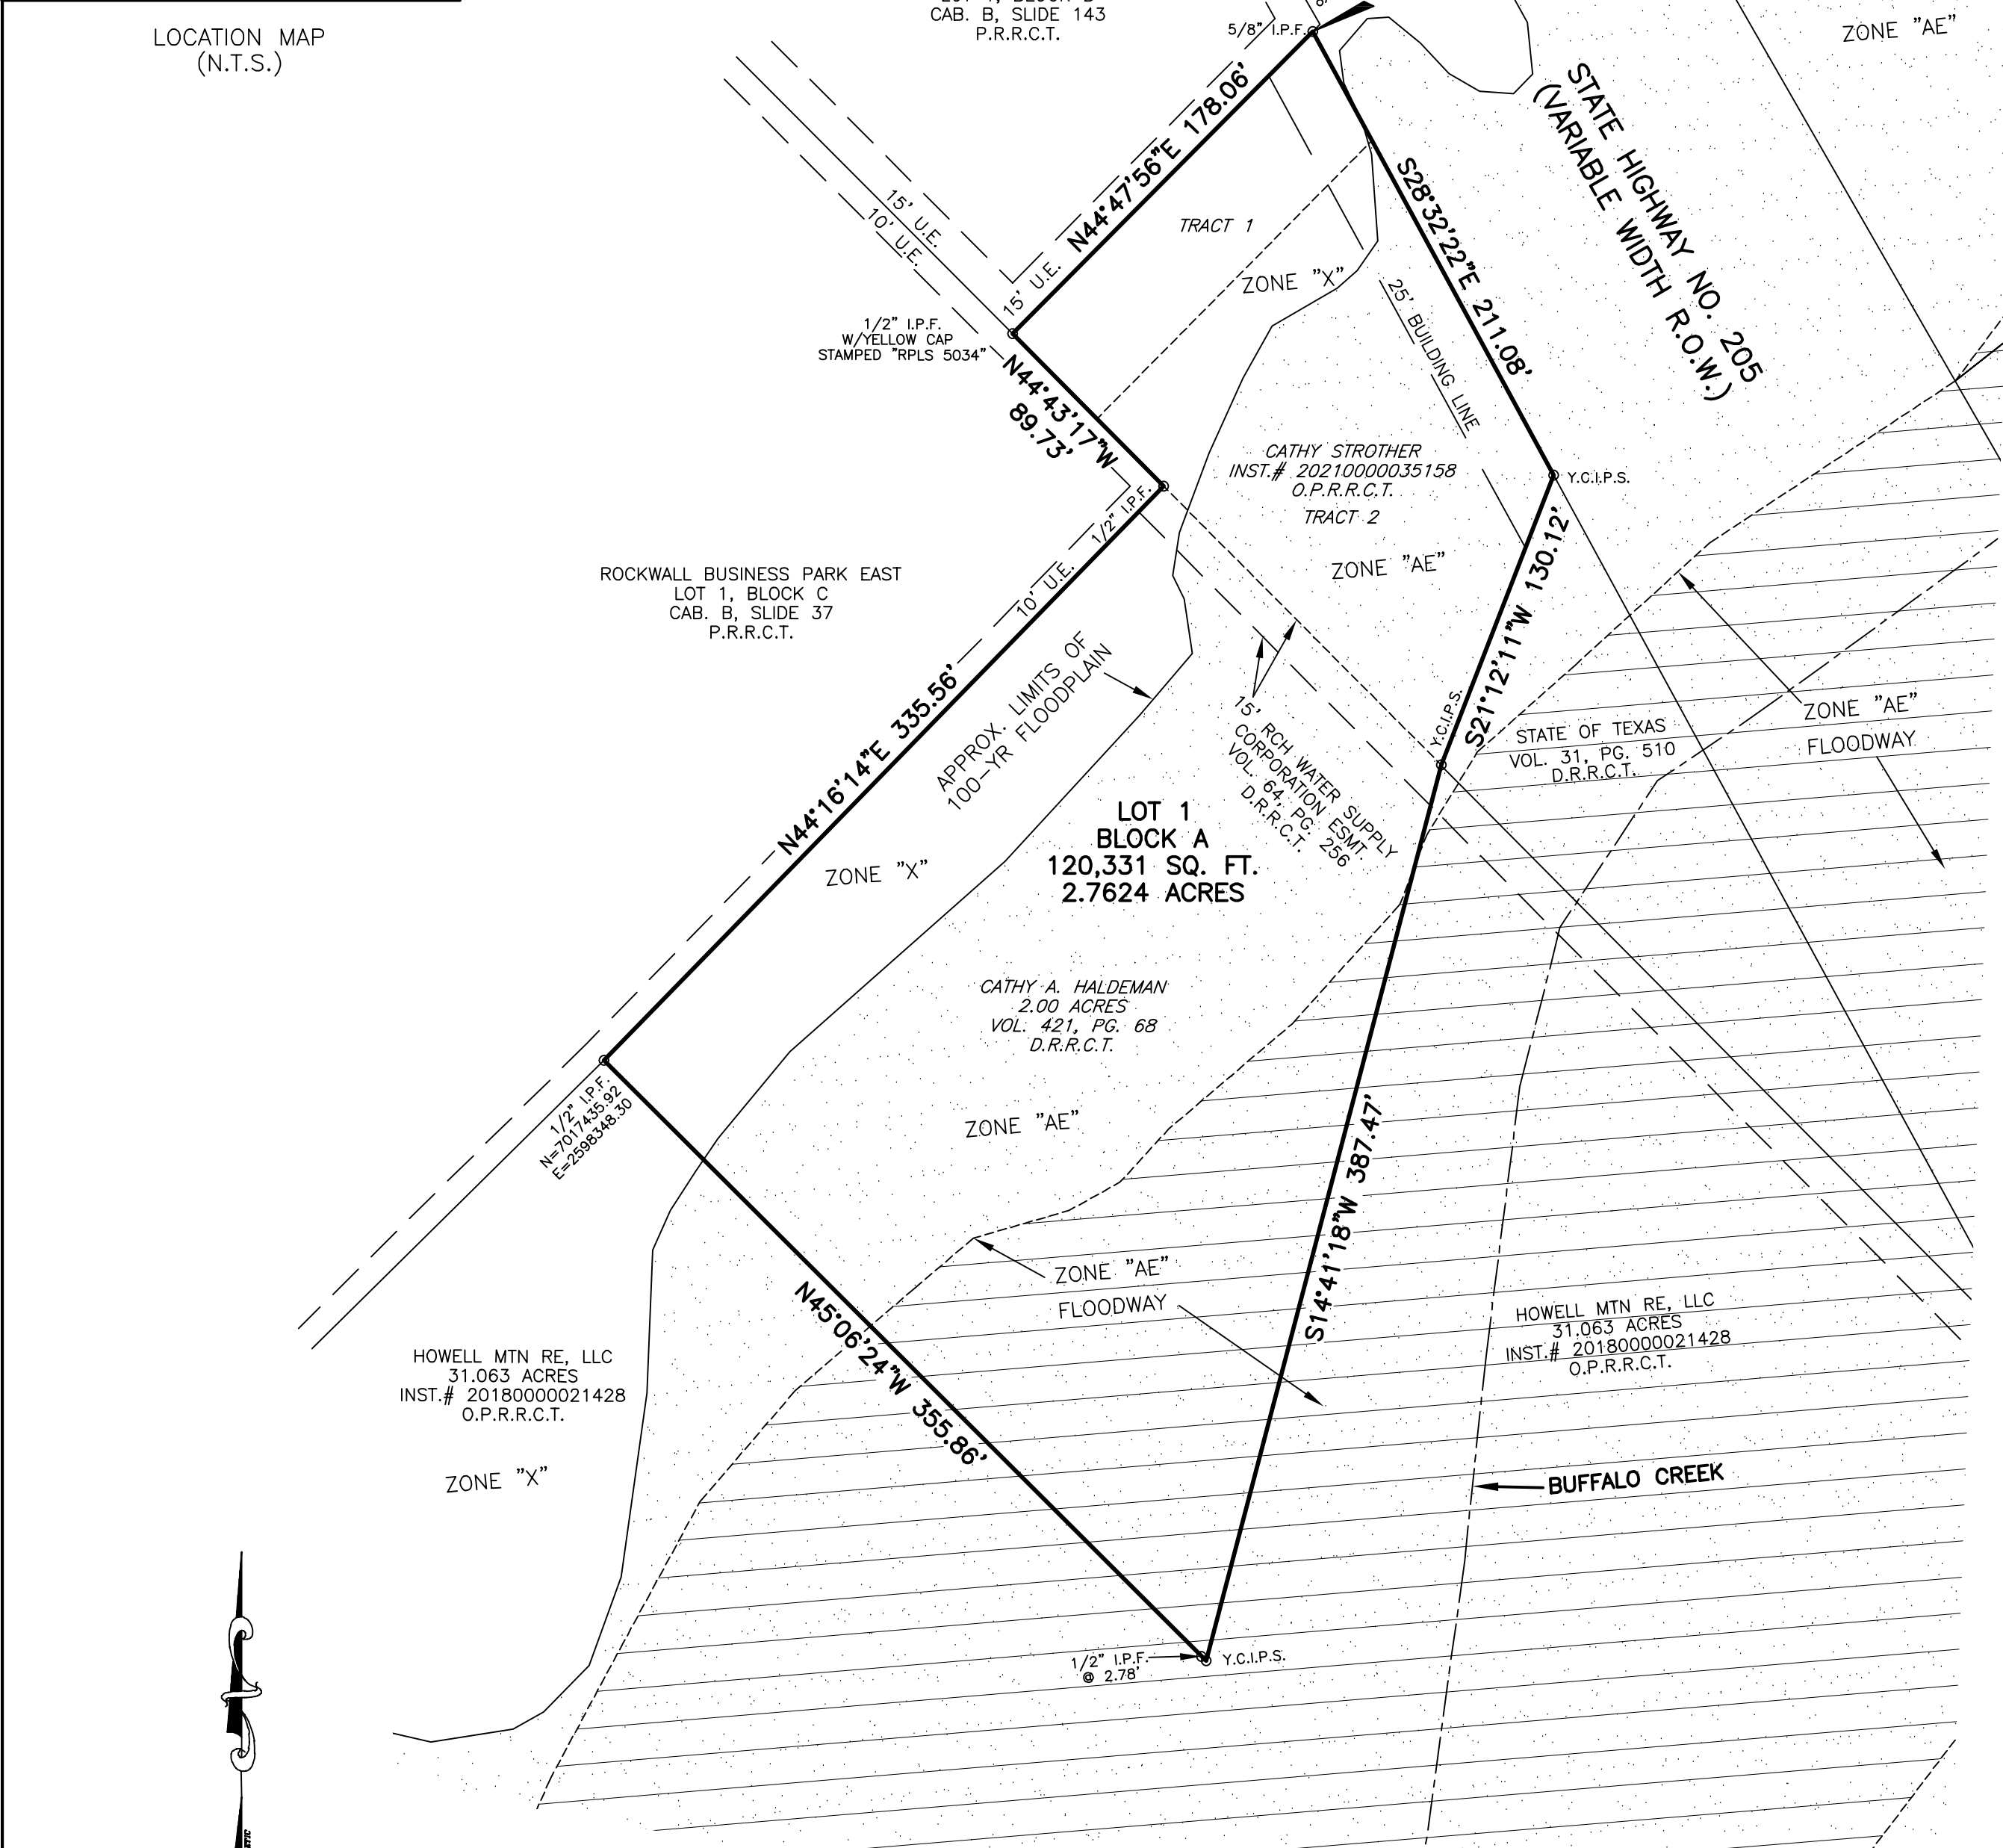 LOCATION MAP
(N.T.S.)
CAB. B, SLIDE 143
P.R.R.C.T.
5/8" I.P.F.
ZONE "AE"
STATE HIGHWAY NO. 205
(VARIABLE WIDTH R.O.W.)
15' U.E.
10' U.E.
15' U.E.
N44°47'56"E 178.06'
TRACT 1
ZONE "X"
S28°32'22"E 211.08'
25' BUILDING LINE
1/2" I.P.F.
W/YELLOW CAP
STAMPED "RPLS 5034"
N44°43'17"W
89.73'
CATHY STROTHER
INST.# 20210000035158
O.P.R.R.C.T.
TRACT 2
ZONE "AE"
Y.C.I.P.S.
1/2" I.P.F.
10' U.E.
ROCKWALL BUSINESS PARK EAST
LOT 1, BLOCK C
CAB. B, SLIDE 37
P.R.R.C.T.
S21°12'11"W 130.12'
Y.C.I.P.S.
N44°16'14"E 335.56'
APPROX. LIMITS OF
100-YR FLOODPLAIN
15' RCH WATER SUPPLY
CORPORATION ESMT.
VOL. 64, PG. 256
D.R.R.C.T.
STATE OF TEXAS
VOL. 31, PG. 510
D.R.R.C.T.
ZONE "AE"
FLOODWAY
LOT 1
BLOCK A
120,331 SQ. FT.
2.7624 ACRES
ZONE "X"
CATHY A. HALDEMAN
2.00 ACRES
VOL. 421, PG. 68
D.R.R.C.T.
1/2" I.P.F.
N=7017435.92
E=2598348.30
ZONE "AE"
S14°41'18"W 387.47'
ZONE "AE"
FLOODWAY
N45°06'24"W 355.86'
HOWELL MTN RE, LLC
31.063 ACRES
INST.# 20180000021428
O.P.R.R.C.T.
HOWELL MTN RE, LLC
31.063 ACRES
INST.# 20180000021428
O.P.R.R.C.T.
ZONE "X"
BUFFALO CREEK
1/2" I.P.F.
@ 2.78'
Y.C.I.P.S.